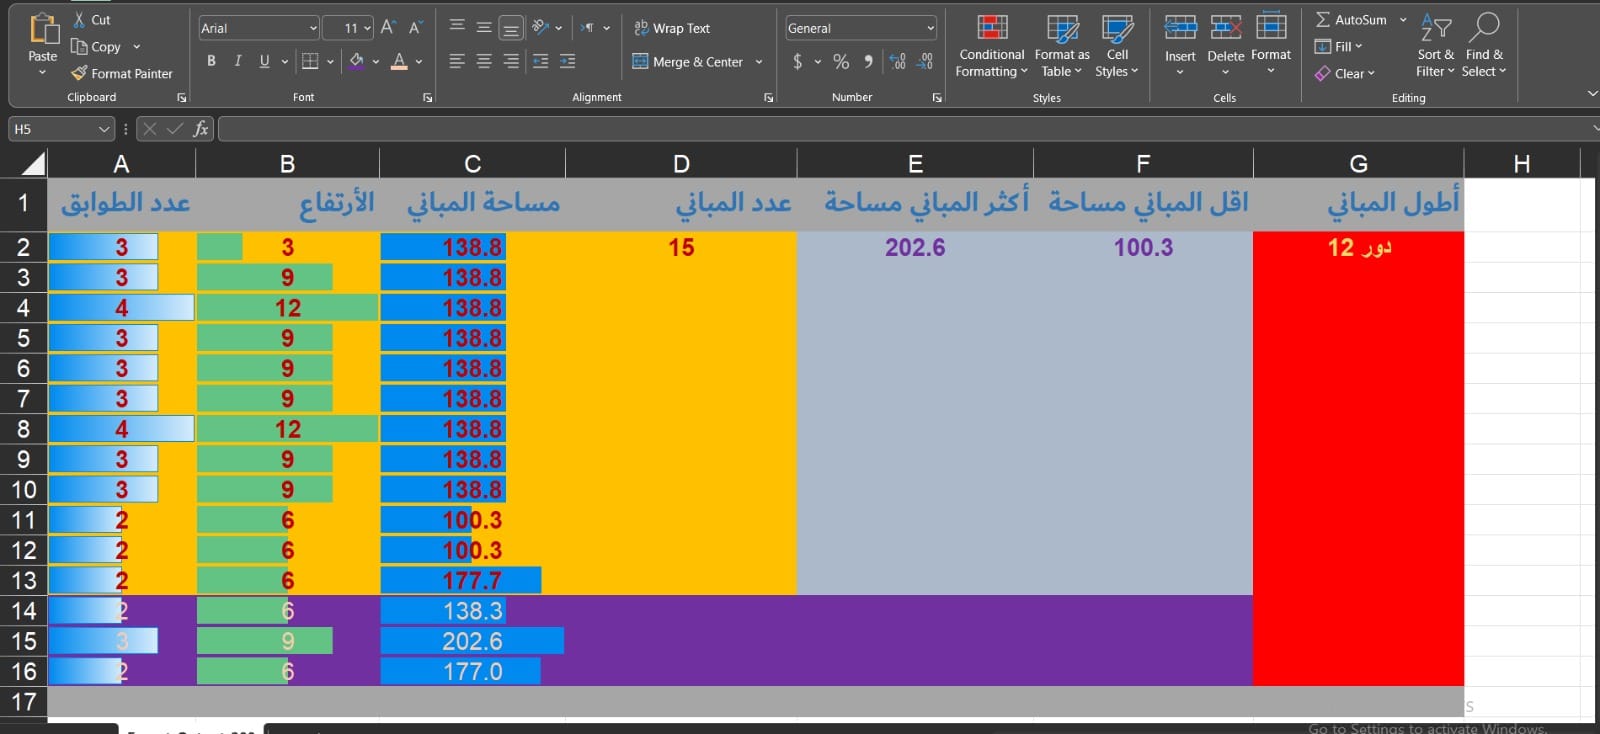 Cut
Copy
Format Painter
Paste
Clipboard
Arial 11
B I U
A
Font
Wrap Text
Merge & Center
Alignment
General
$ % 9
Number
Conditional Formatting
Format as Table
Cell Styles
Styles
Insert Delete Format
Cells
AutoSum
Fill
Clear
Sort & Filter
Find & Select
Editing
H5 fx
A B C D E F G H
1 عدد الطوابق الأرتفاع مساحة المباني عدد المباني أكثر المباني مساحة اقل المباني مساحة أطول المباني
2 3 3 138.8 15 202.6 100.3 دور 12
3 3 9 138.8
4 4 12 138.8
5 3 9 138.8
6 3 9 138.8
7 3 9 138.8
8 4 12 138.8
9 3 9 138.8
10 3 9 138.8
11 2 6 100.3
12 2 6 100.3
13 2 6 177.7
14 2 6 138.3
15 3 9 202.6
16 2 6 177.0
17
Go to Settings to activate Windows.